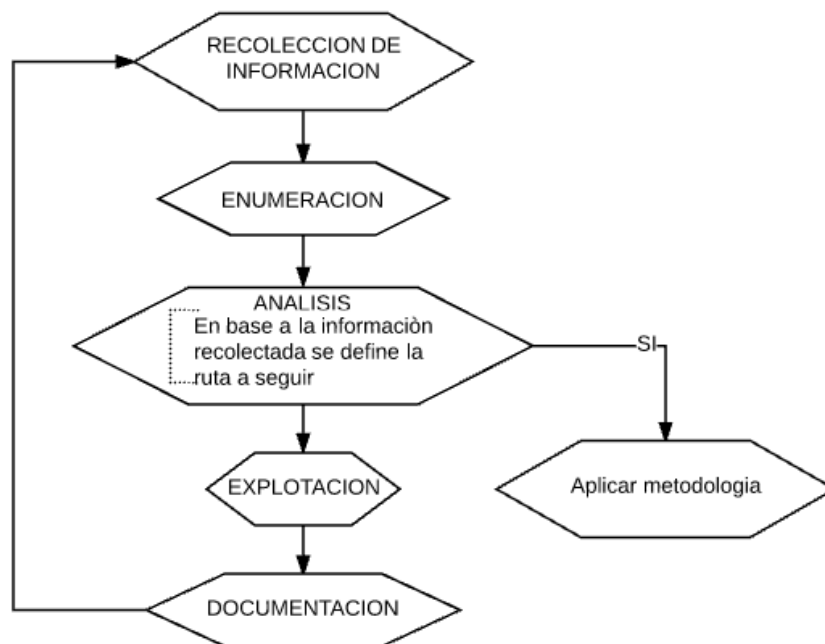 RECOLECCION DE
INFORMACION
ENUMERACION
ANALISIS
En base a la informaciòn
recolectada se define la
ruta a seguir
SI
EXPLOTACION
Aplicar metodologia
DOCUMENTACION